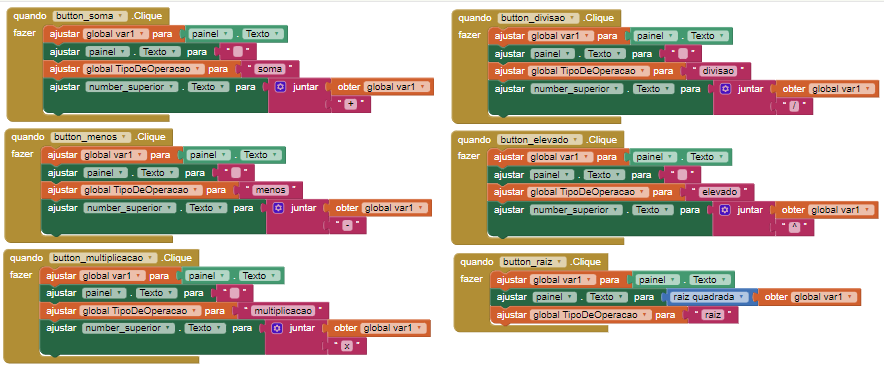 quando button_soma .Clique
fazer ajustar global var1 para painel . Texto
ajustar painel . Texto para " "
ajustar global TipoDeOperacao para " soma "
ajustar number_superior . Texto para juntar obter global var1
" + "
quando button_menos .Clique
fazer ajustar global var1 para painel . Texto
ajustar painel . Texto para " "
ajustar global TipoDeOperacao para " menos "
ajustar number_superior . Texto para juntar obter global var1
" - "
quando button_multiplicacao .Clique
fazer ajustar global var1 para painel . Texto
ajustar painel . Texto para " "
ajustar global TipoDeOperacao para " multiplicacao "
ajustar number_superior . Texto para juntar obter global var1
" x "
quando button_divisao .Clique
fazer ajustar global var1 para painel . Texto
ajustar painel . Texto para " "
ajustar global TipoDeOperacao para " divisao "
ajustar number_superior . Texto para juntar obter global var1
" / "
quando button_elevado .Clique
fazer ajustar global var1 para painel . Texto
ajustar painel . Texto para " "
ajustar global TipoDeOperacao para " elevado "
ajustar number_superior . Texto para juntar obter global var1
" ^ "
quando button_raiz .Clique
fazer ajustar global var1 para painel . Texto
ajustar painel . Texto para raiz quadrada obter global var1
ajustar global TipoDeOperacao para " raiz "